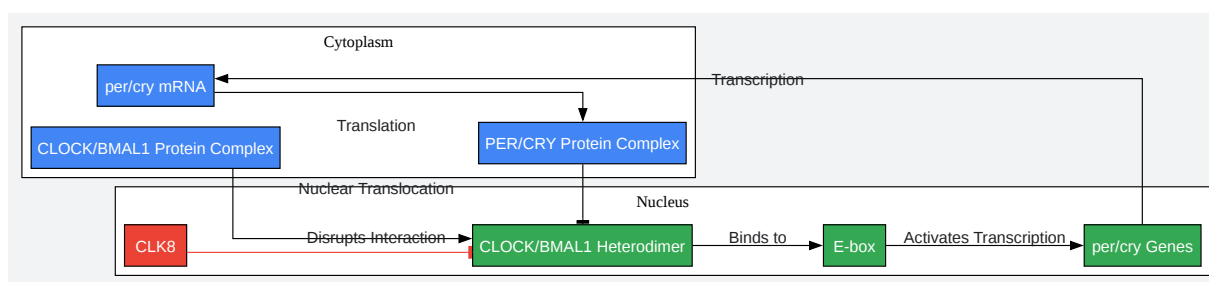 Cytoplasm
per/cry mRNA
Transcription
Translation
CLOCK/BMAL1 Protein Complex
PER/CRY Protein Complex
Nuclear Translocation
Nucleus
CLK8
Disrupts Interaction
CLOCK/BMAL1 Heterodimer
Binds to
E-box
Activates Transcription
per/cry Genes